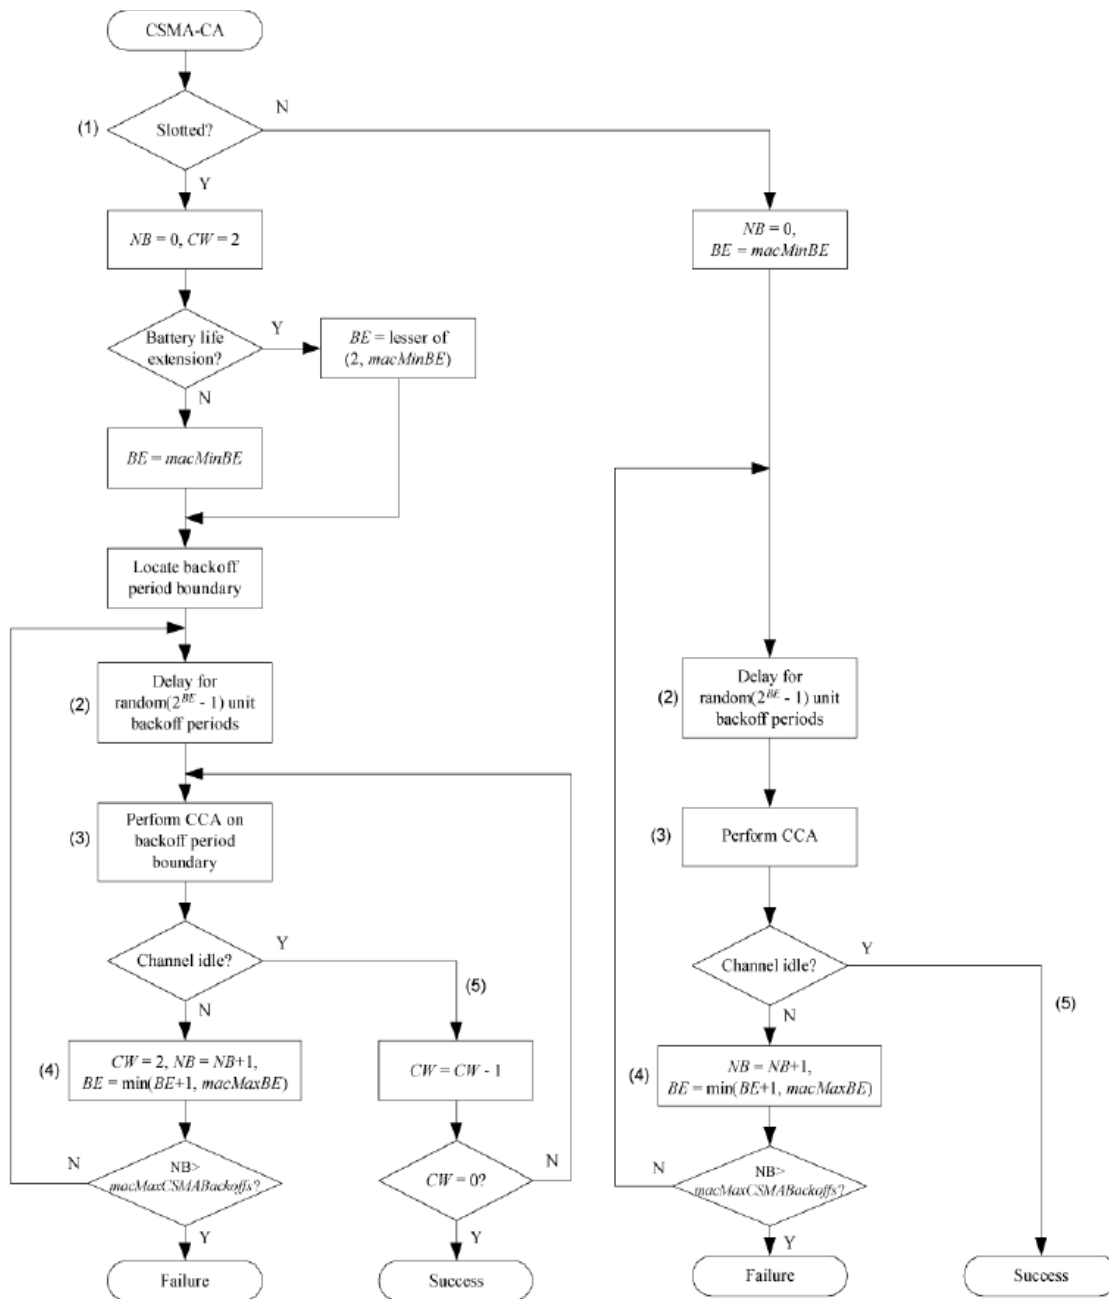 CSMA-CA
(1)
Slotted?
N
Y
NB = 0, CW = 2
NB = 0,
BE = macMinBE
Battery life
extension?
Y
N
BE = lesser of
(2, macMinBE)
BE = macMinBE
Locate backoff
period boundary
(2)
Delay for
random(2^BE - 1) unit
backoff periods
(2)
Delay for
random(2^BE - 1) unit
backoff periods
(3)
Perform CCA on
backoff period
boundary
(3)
Perform CCA
Channel idle?
Y
N
(5)
Channel idle?
Y
N
(5)
(4)
CW = 2, NB = NB+1,
BE = min(BE+1, macMaxBE)
CW = CW - 1
(4)
NB = NB+1,
BE = min(BE+1, macMaxBE)
N
NB>
macMaxCSMABackoffs?
Y
CW = 0?
N
Y
N
NB>
macMaxCSMABackoffs?
Y
Failure
Success
Failure
Success